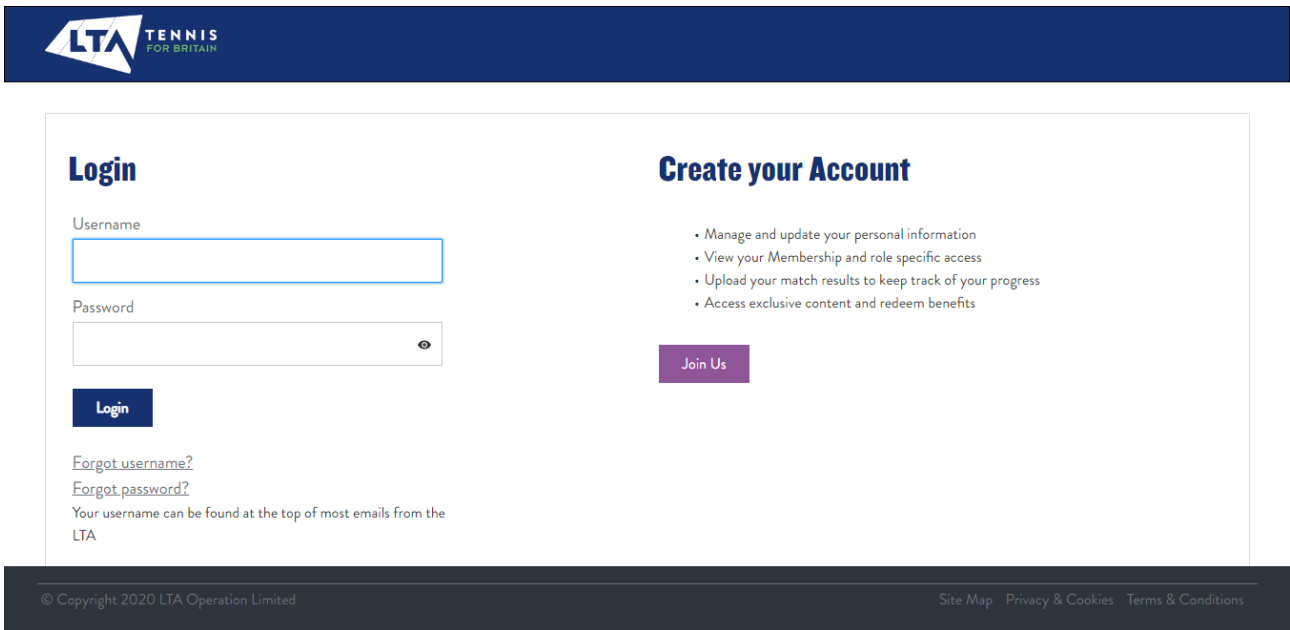 LTA TENNIS
FOR BRITAIN
Login
Username
Password
Login
Forgot username?
Forgot password?
Your username can be found at the top of most emails from the
LTA
Create your Account
• Manage and update your personal information
• View your Membership and role specific access
• Upload your match results to keep track of your progress
• Access exclusive content and redeem benefits
Join Us
© Copyright 2020 LTA Operation Limited
Site Map Privacy & Cookies Terms & Conditions